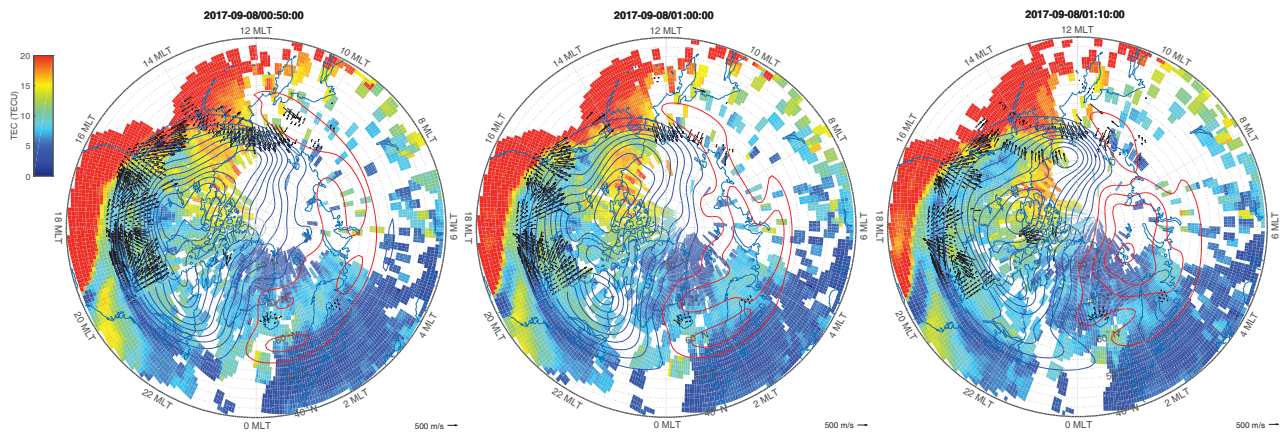 2017-09-08/00:50:00
2017-09-08/01:00:00
2017-09-08/01:10:00
TEC (TECU)
20
15
10
5
0
12 MLT
10 MLT
8 MLT
6 MLT
4 MLT
2 MLT
0 MLT
22 MLT
20 MLT
18 MLT
16 MLT
14 MLT
40° N
500 m/s
12 MLT
10 MLT
8 MLT
6 MLT
4 MLT
2 MLT
0 MLT
22 MLT
20 MLT
18 MLT
16 MLT
14 MLT
60° N
40° N
500 m/s
12 MLT
10 MLT
8 MLT
6 MLT
4 MLT
2 MLT
0 MLT
22 MLT
20 MLT
18 MLT
16 MLT
14 MLT
60° N
40° N
500 m/s